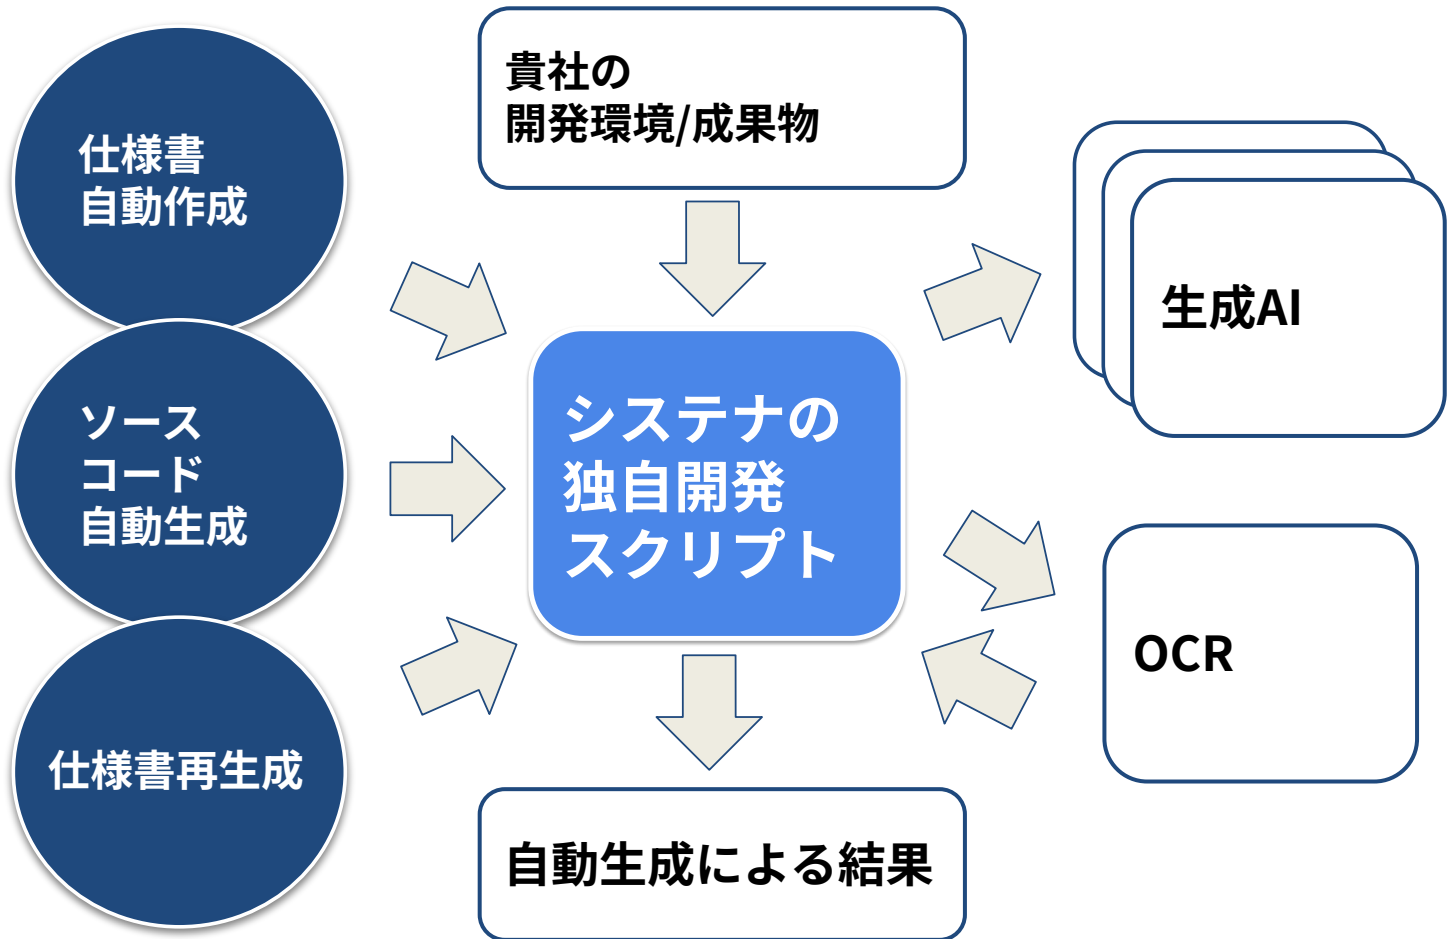 仕様書
自動作成
ソース
コード
自動生成
仕様書再生成
貴社の
開発環境/成果物
システナの
独自開発
スクリプト
自動生成による結果
生成AI
OCR